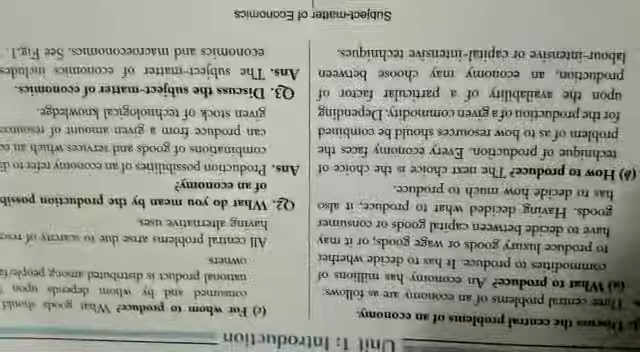 Unit 1: Introduction
Discuss the central problems of an economy.
Three central problems of an economy are as follows:
(a) What to produce? An economy has millions of
commodities to produce. It has to decide whether
to produce luxury goods or wage goods, or it may
have to decide between capital goods or consumer
goods. Having decided what to produce, it also
has to decide how much to produce.
(b) How to produce? The next choice is the choice of
technique of production. Every economy faces the
problem of as to how resources should be combined
for the production of a given commodity. Depending
upon the availability of a particular factor of
production, an economy may choose between
labour-intensive or capital-intensive techniques.
(c) For whom to produce? What goods should
consumed and by whom depends upon
national product is distributed among people
owners
All central problems arise due to scarcity of
having alternative uses.
Q2. What do you mean by the production
of an economy?
Ans. Production possibilities of an economy refer to
combinations of goods and services which an
can produce from a given amount of
given stock of technological knowledge.
Q3. Discuss the subject-matter of economics.
Ans. The subject-matter of economics includes
economics and macroeconomics. See Fig.1.
Subject-matter of Economics